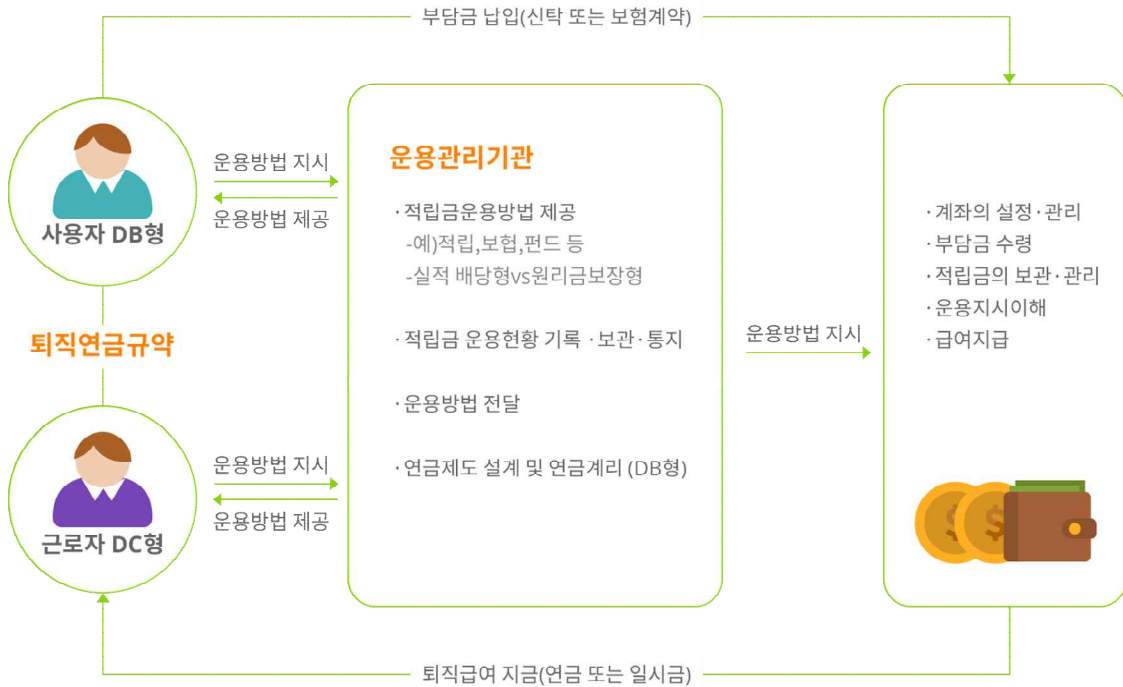 부담금 납입(신탁 또는 보험계약)
사용자 DB형
퇴직연금규약
근로자 DC형
운용방법 지시
운용방법 제공
운용방법 지시
운용방법 제공
운용관리기관
·적립금운용방법 제공
-예)적립,보험,펀드 등
-실적 배당형vs원리금보장형
·적립금 운용현황 기록 ·보관·통지
·운용방법 전달
·연금제도 설계 및 연금계리 (DB형)
운용방법 지시
·계좌의 설정·관리
·부담금 수령
·적립금의 보관·관리
·운용지시이해
·급여지급
퇴직급여 지급(연금 또는 일시금)